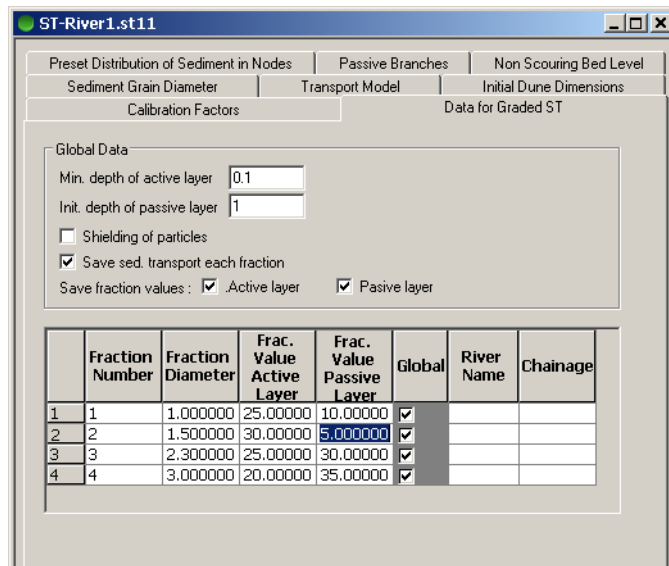 ST-River1.st11
Preset Distribution of Sediment in Nodes Passive Branches Non Scouring Bed Level
Sediment Grain Diameter Transport Model Initial Dune Dimensions
Calibration Factors Data for Graded ST
Global Data
Min. depth of active layer 0.1
Init. depth of passive layer 1
Shielding of particles
Save sed. transport each fraction
Save fraction values : .Active layer Pasive layer
Fraction Number Fraction Diameter Frac. Value Active Layer Frac. Value Passive Layer Global River Name Chainage
1 1 1.000000 25.00000 10.00000
2 2 1.500000 30.00000 5.000000
3 3 2.300000 25.00000 30.00000
4 4 3.000000 20.00000 35.00000